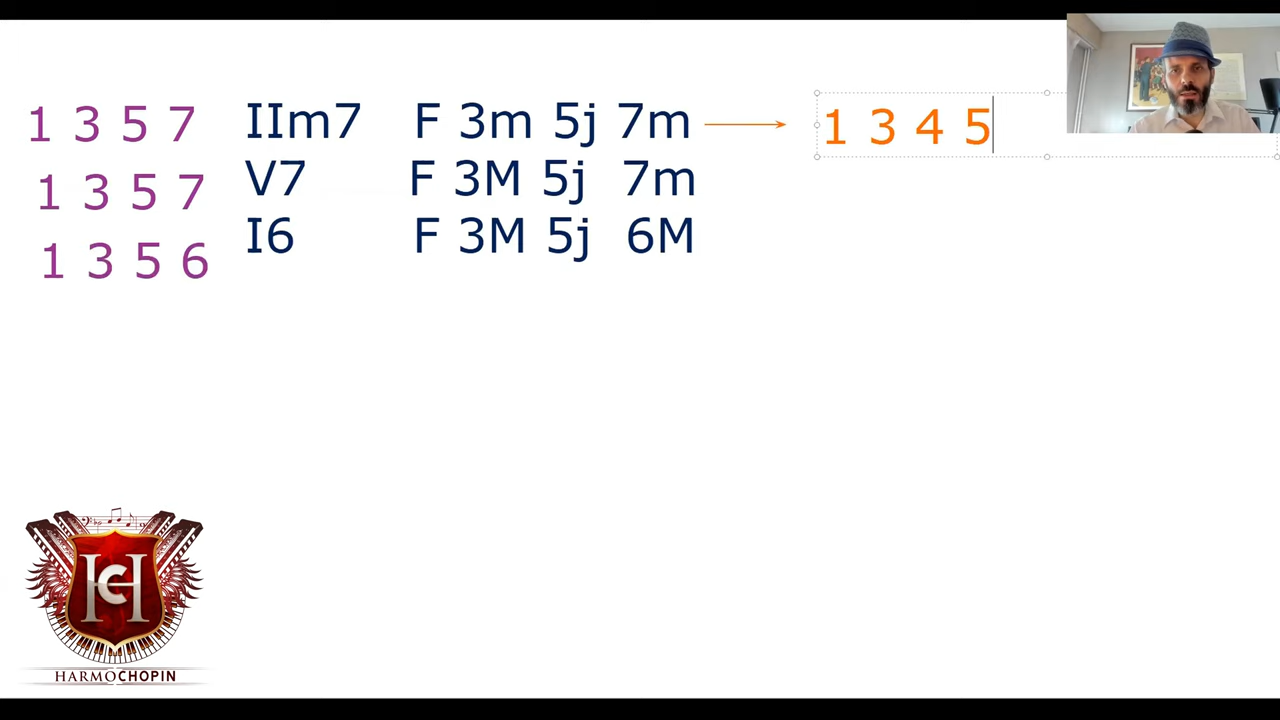 1 3 5 7 IIm7 F 3m 5j 7m 1 3 4 5
1 3 5 7 V7 F 3M 5j 7m
1 3 5 6 I6 F 3M 5j 6M
HC
HARMOCHOPIN